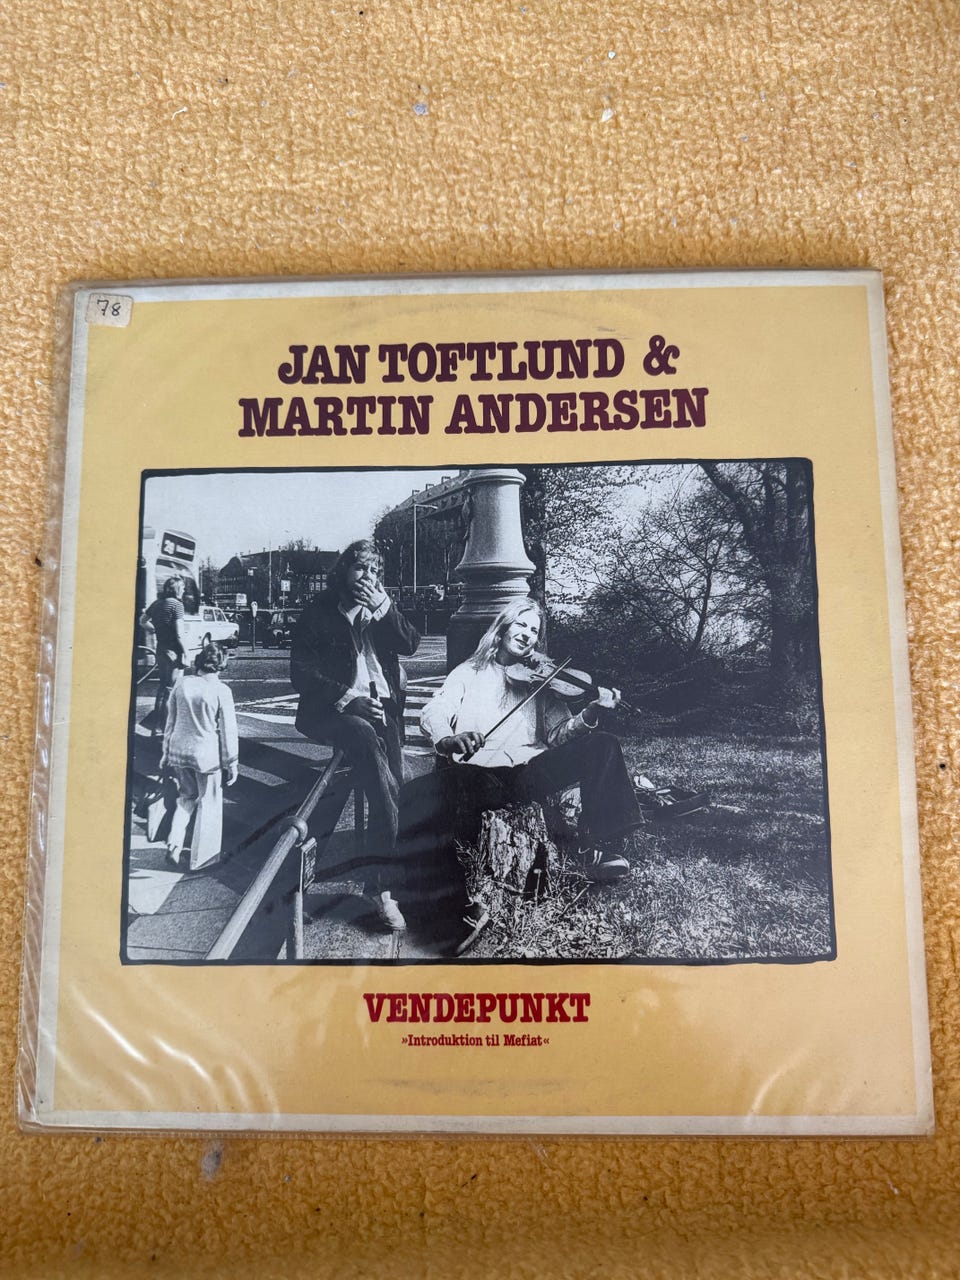 78
JAN TOFTLUND &
MARTIN ANDERSEN
VENDEPUNKT
»Introduktion til Mefiat«